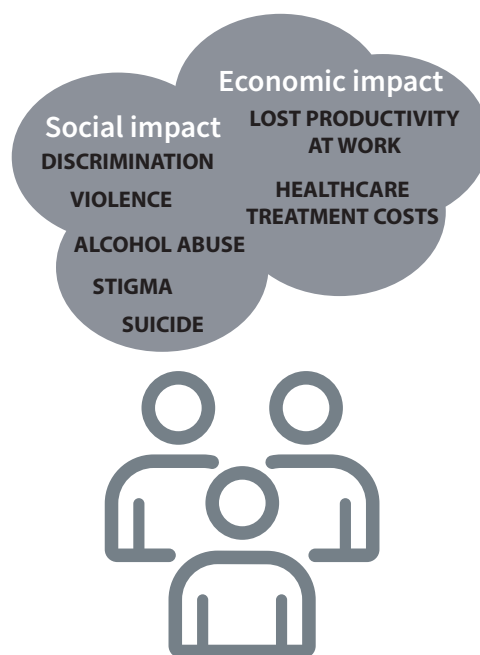 Social impact
DISCRIMINATION
VIOLENCE
ALCOHOL ABUSE
STIGMA
SUICIDE
Economic impact
LOST PRODUCTIVITY
AT WORK
HEALTHCARE
TREATMENT COSTS